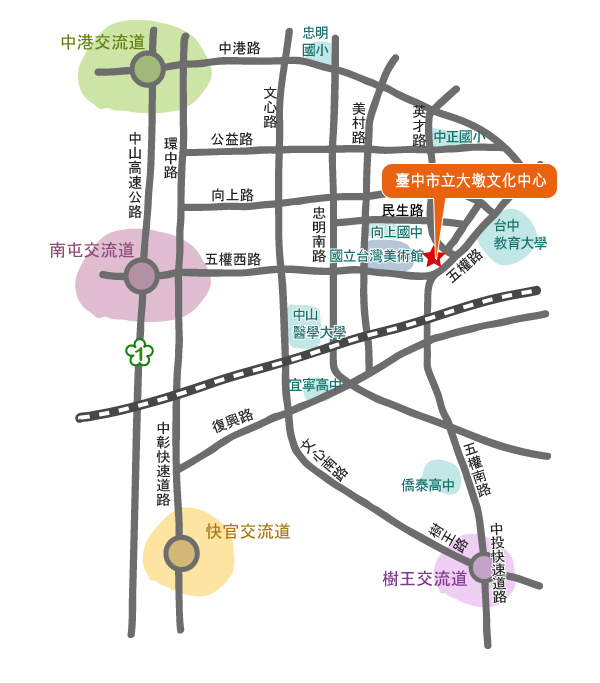 中港交流道
中港路
忠明
國小
文心路
美村路
英才路
中正國小
中山高速公路
環中路
公益路
臺中市立大墩文化中心
向上路
忠明南路
民生路
向上國中
台中
教育大學
南屯交流道
五權西路
國立台灣美術館
五權路
中山
醫學大學
1
宜寧高中
復興路
中彰快速道路
文心南路
五權南路
僑泰高中
快官交流道
樹王路
中投快速道路
樹王交流道